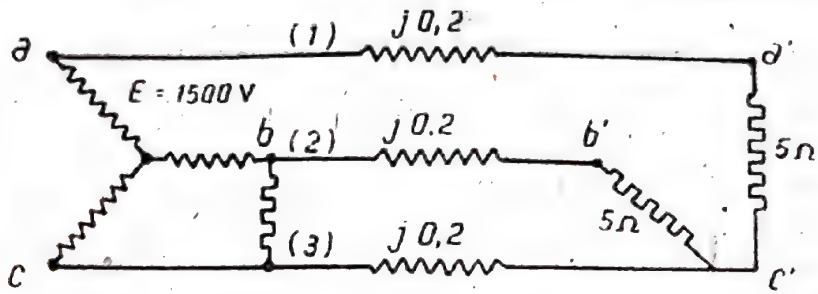 a (1) j 0,2 a'
E = 1500 V
b (2) j 0.2 b' 5Ω
5Ω
c (3) j 0,2 c'